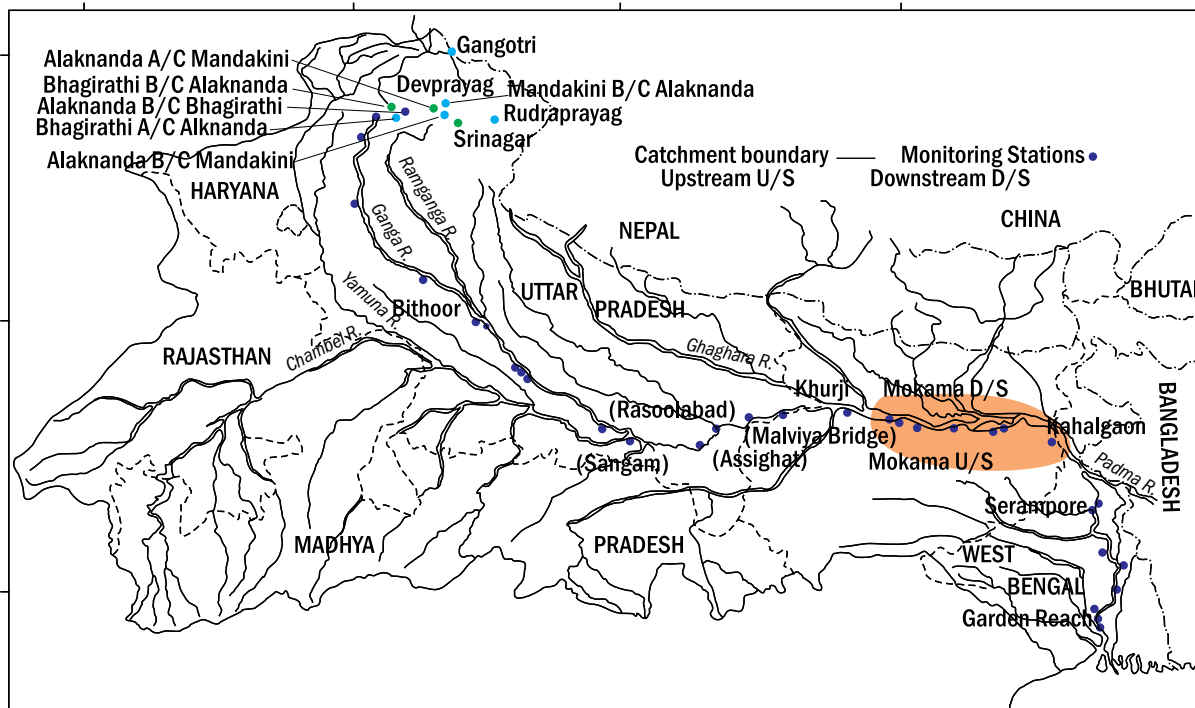 Gangotri
Alaknanda A/C Mandakini
Bhagirathi B/C Alaknanda
Devprayag
Mandakini B/C Alaknanda
Alaknanda B/C Bhagirathi
Rudraprayag
Bhagirathi A/C Alknanda
Srinagar
Alaknanda B/C Mandakini
Catchment boundary
Monitoring Stations
Upstream U/S
Downstream D/S
HARYANA
Ramganga R.
Ganga R.
NEPAL
CHINA
BHUTAN
Yamuna R.
Bithoor
UTTAR
PRADESH
RAJASTHAN
Chambel R.
Ghaghara R.
Khurji
Mokama D/S
BANGLADESH
(Rasoolabad)
Kahalgaon
(Malviya Bridge)
(Sangam)
(Assighat)
Mokama U/S
Padma R.
Serampore
MADHYA
PRADESH
WEST
BENGAL
Garden Reach